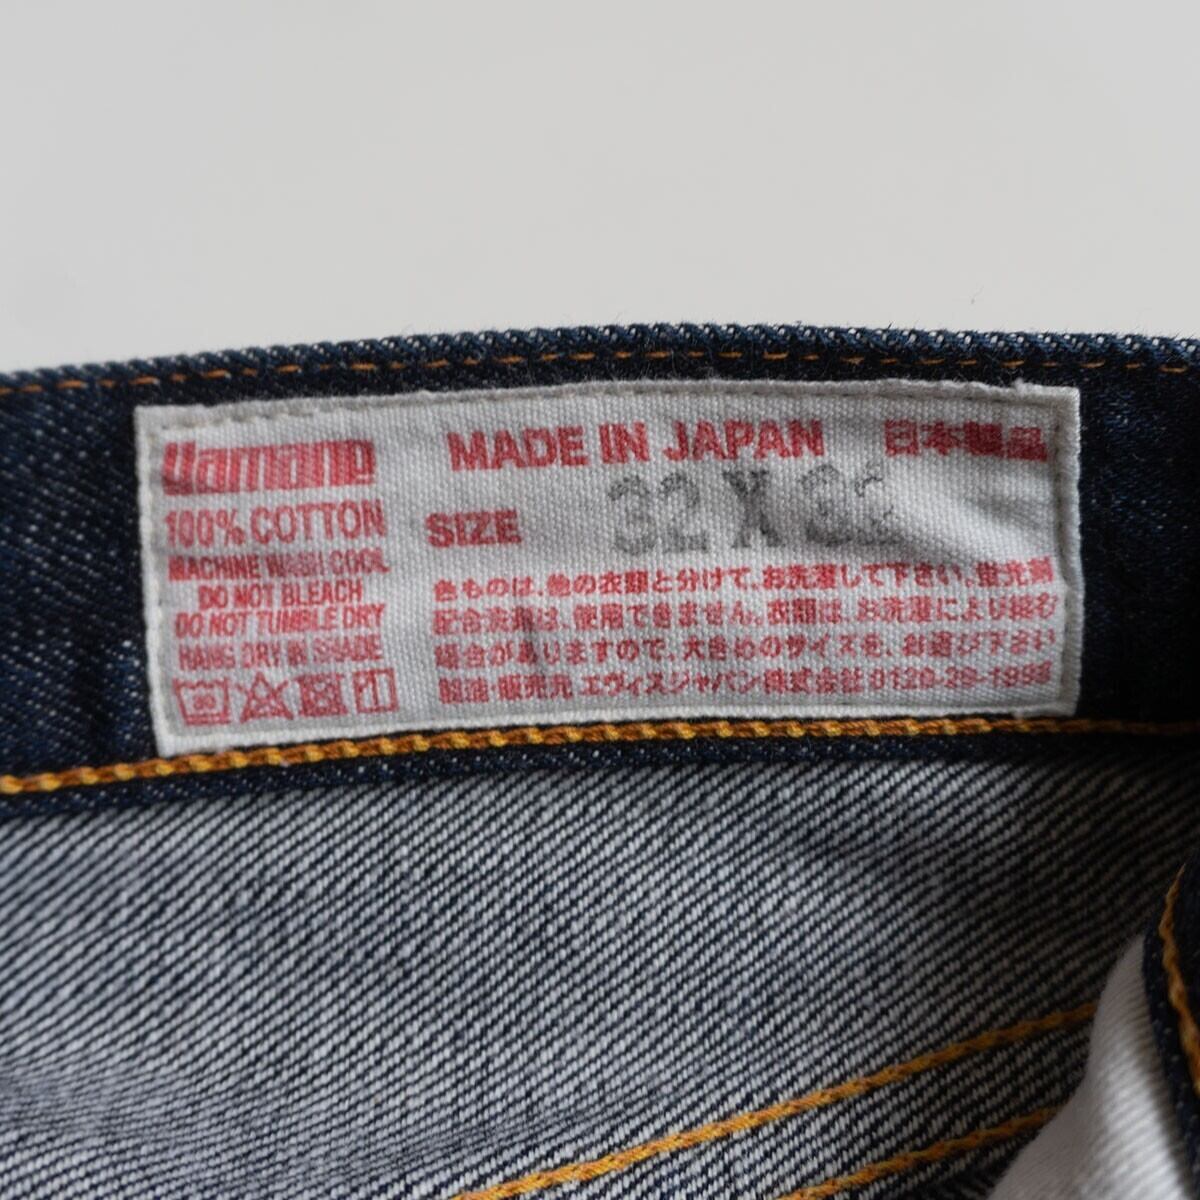 Yamane
100% COTTON
MACHINE WASH COOL
DO NOT BLEACH
DO NOT TUMBLE DRY
HANG DRY IN SHADE
MADE IN JAPAN 日本製品
SIZE 32 X
色ものは、他の衣類と分けて、お洗濯して下さい。蛍光剤
配合洗剤は、使用できません。衣類は、お洗濯により縮む
場合がありますので、大きめのサイズを、お選び下さい
製造・販売元 エヴィスジャパン株式会社